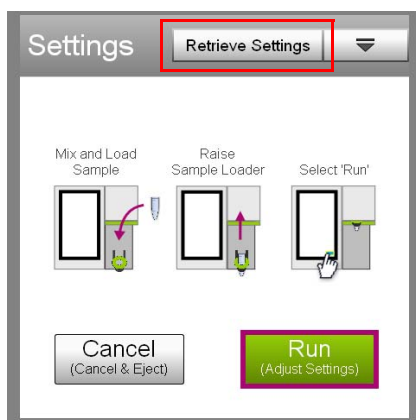 Settings
Retrieve Settings
Mix and Load
Sample
Raise
Sample Loader
Select 'Run'
Cancel
(Cancel & Eject)
Run
(Adjust Settings)